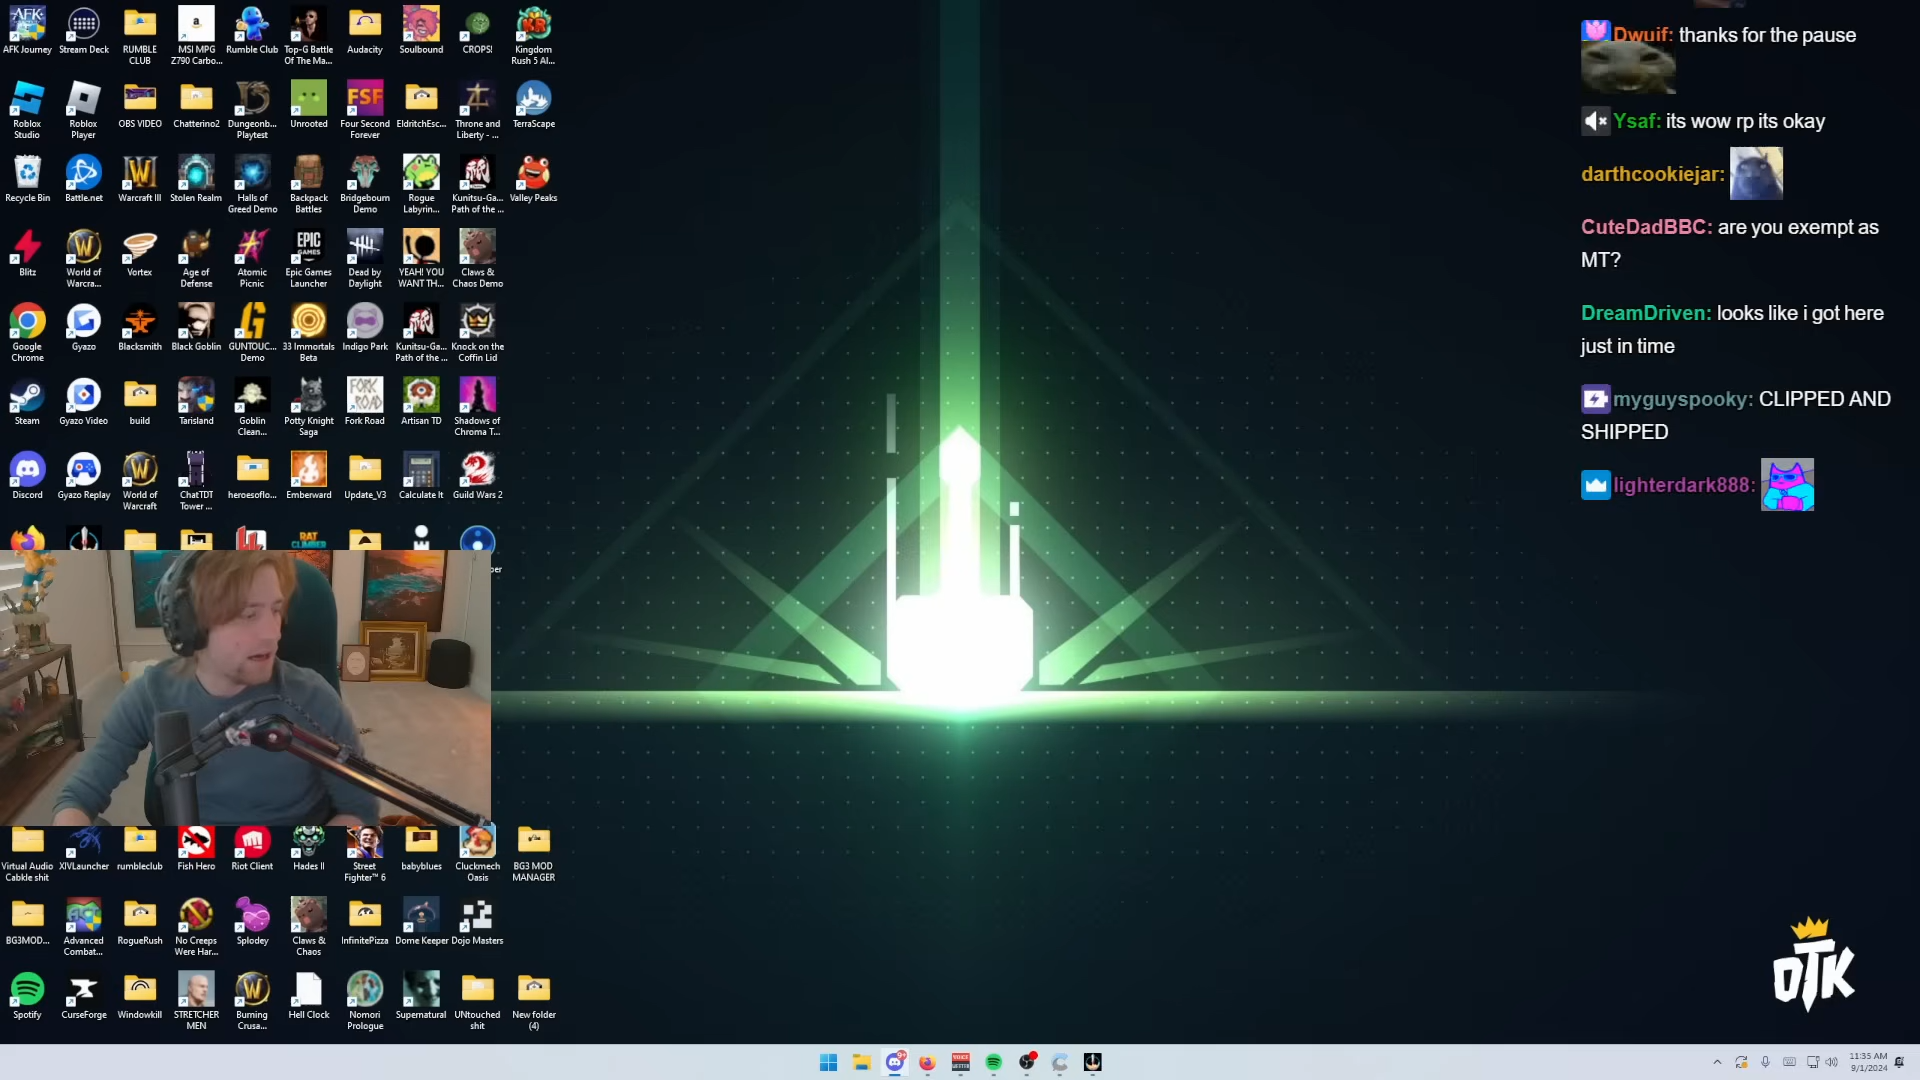 AFK Journey
Stream Deck
RUMBLE CLUB
MSI MPG Z790 Carbo...
Rumble Club
Top-G Battle Of The Ma...
Audacity
Soulbound
CROPS!
Kingdom Rush 5 Al...
Roblox Studio
Roblox Player
OBS VIDEO
Chatterino2
Dungeonb... Playtest
Unrooted
FSF
Four Second Forever
EldritchEsc...
Throne and Liberty - ...
TerraScape
Recycle Bin
Battle.net
Warcraft III
Stolen Realm
Halls of Greed Demo
Backpack Battles
Bridgebourn Demo
Rogue Labyrin...
Kunitsu-Ga... Path of the ...
Valley Peaks
Blitz
World of Warcra...
Vortex
Age of Defense
Atomic Picnic
EPIC GAMES
Epic Games Launcher
Dead by Daylight
YEAH! YOU WANT TH...
Claws & Chaos Demo
Google Chrome
Gyazo
Blacksmith
Black Goblin
GUNTOUC... Demo
33 Immortals Beta
Indigo Park
Kunitsu-Ga... Path of the ...
Knock on the Coffin Lid
Steam
Gyazo Video
build
Tarisland
Goblin Clean...
Potty Knight Saga
FORK ROAD
Fork Road
Artisan TD
Shadows of Chroma T...
Discord
Gyazo Replay
World of Warcraft
ChatTDT Tower ...
heroesoflo...
Emberward
Update_V3
Calculate It
Guild Wars 2
RAT CLIMBER
Virtual Audio Cabkle shit
XIVLauncher
rumbleclub
Fish Hero
Riot Client
Hades II
Street Fighter™ 6
babyblues
Cluckmech Oasis
BG3 MOD MANAGER
BG3MOD...
Advanced Combat...
RogueRush
No Creeps Were Har...
Splodey
Claws & Chaos
InfinitePizza
Dome Keeper
Dojo Masters
Spotify
CurseForge
Windowkill
STRETCHER MEN
Burning Crusa...
Hell Clock
Nomori Prologue
Supernatural
UNtouched shit
New folder (4)
Dwuif: thanks for the pause
Ysaf: its wow rp its okay
darthcookiejar:
CuteDadBBC: are you exempt as
MT?
DreamDriven: looks like i got here
just in time
myguyspooky: CLIPPED AND
SHIPPED
lighterdark888:
OTK
11:35 AM
9/1/2024